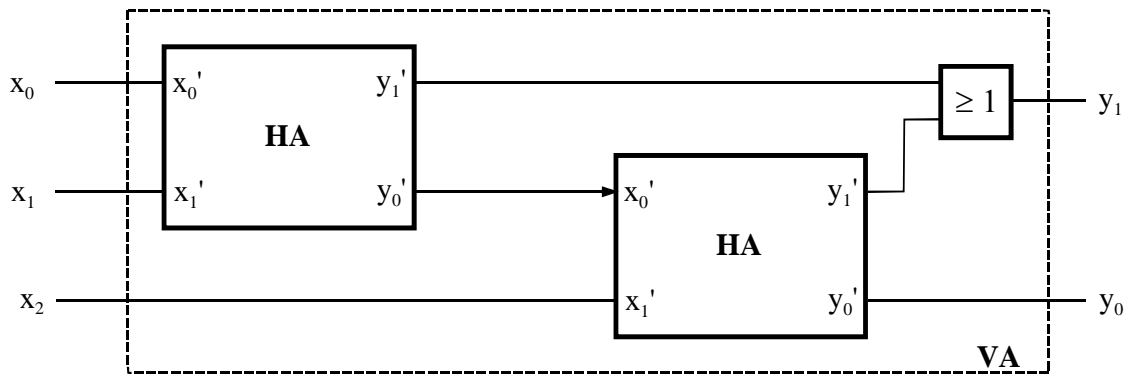 x₀ x₀' y₁' ≥ 1 y₁
HA
x₁ x₁' y₀' x₀' y₁'
HA
x₂ x₁' y₀' y₀
VA